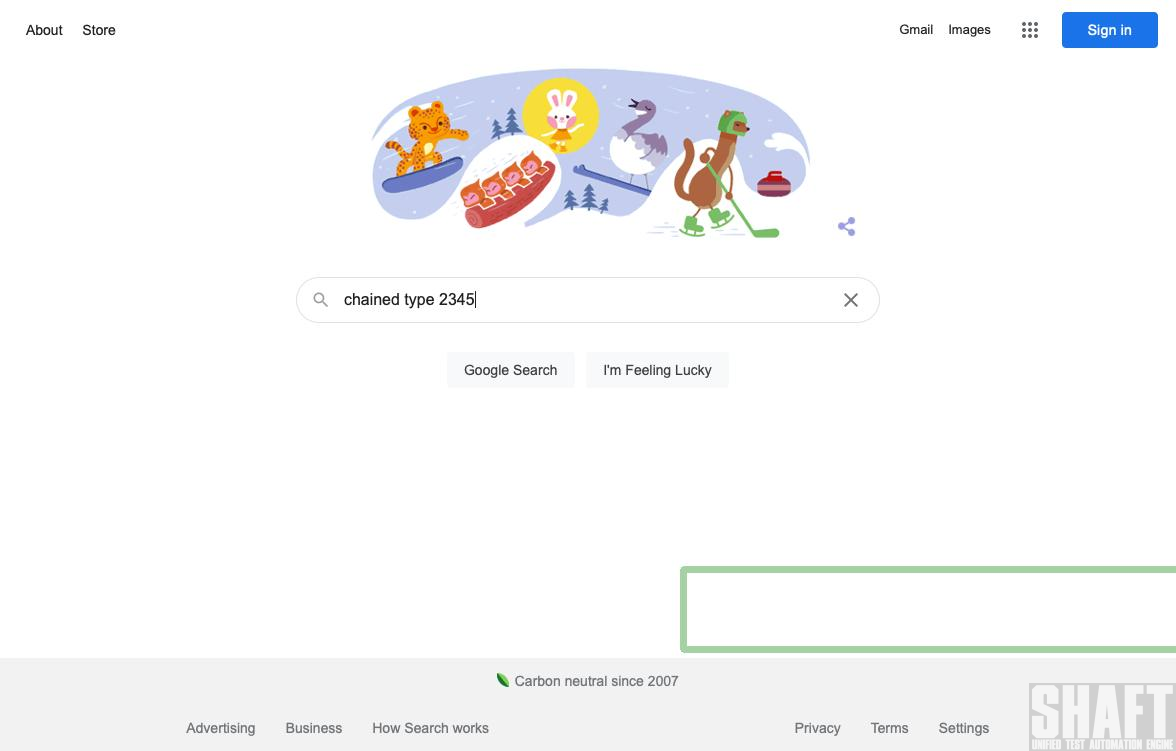 About Store Gmail Images Sign in
chained type 2345
Google Search I'm Feeling Lucky
Carbon neutral since 2007
Advertising Business How Search works Privacy Terms Settings
SHAFT
UNIFIED TEST AUTOMATION ENGINE